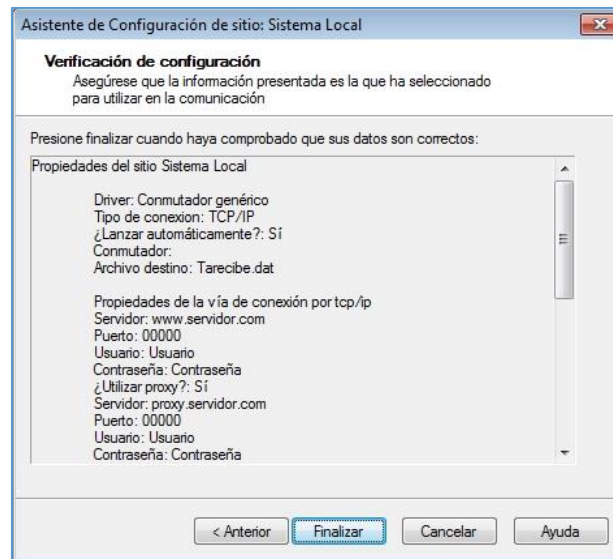 Asistente de Configuración de sitio: Sistema Local
Verificación de configuración
Asegúrese que la información presentada es la que ha seleccionado
para utilizar en la comunicación
Presione finalizar cuando haya comprobado que sus datos son correctos:
Propiedades del sitio Sistema Local
Driver: Conmutador genérico
Tipo de conexion: TCP/IP
¿Lanzar automáticamente?: Sí
Conmutador:
Archivo destino: Tarecibe.dat
Propiedades de la vía de conexión por tcp/ip
Servidor: www.servidor.com
Puerto: 00000
Usuario: Usuario
Contraseña: Contraseña
¿Utilizar proxy?: Sí
Servidor: proxy.servidor.com
Puerto: 00000
Usuario: Usuario
Contraseña: Contraseña
< Anterior Finalizar Cancelar Ayuda